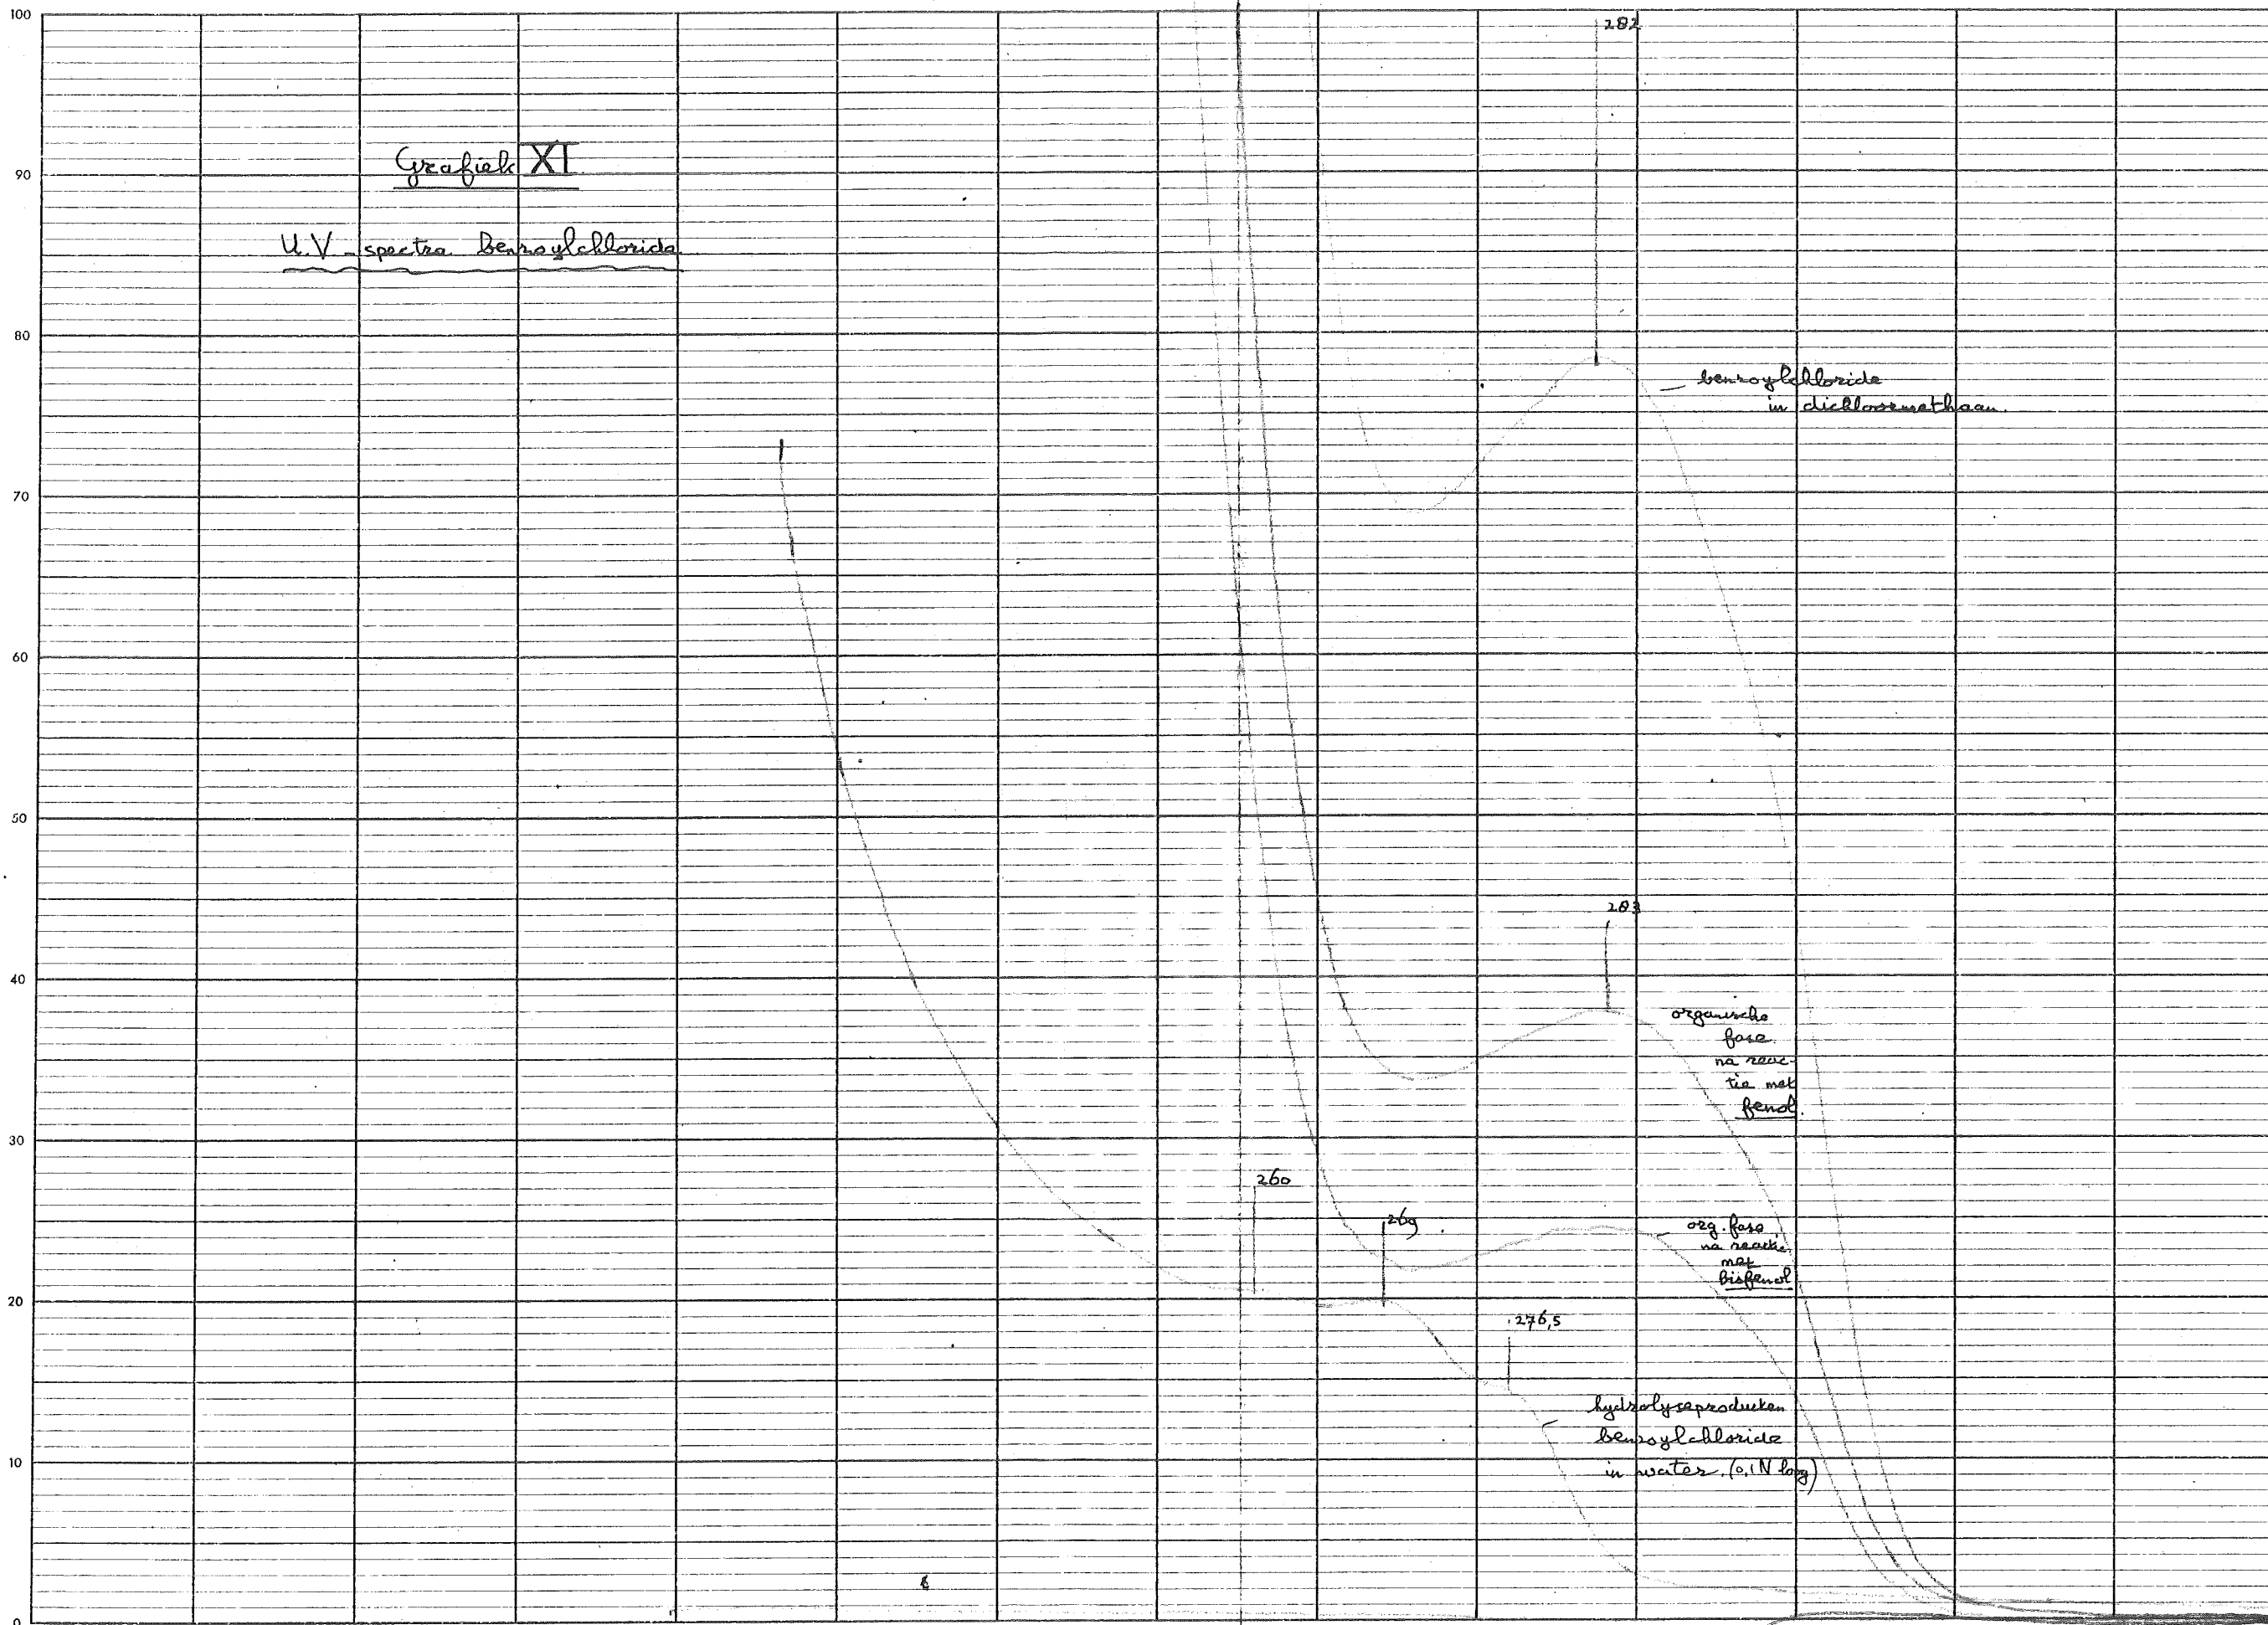 100
90
80
70
60
50
40
30
20
10
0
Grafiek XI
U.V - spectra benzoylchloride
282
benzoylchloride
in dichloormethaan.
283
organische
fase
na reac-
tie met
fenol.
260
269
org. fase
na reactie
met
bisfenol
276,5
hydrolyseprodukten
benzoylchloride
in water. (0,1N loog)